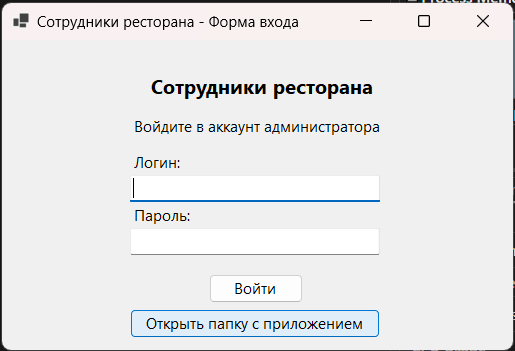 Сотрудники ресторана - Форма входа
Сотрудники ресторана
Войдите в аккаунт администратора
Логин:
Пароль:
Войти
Открыть папку с приложением